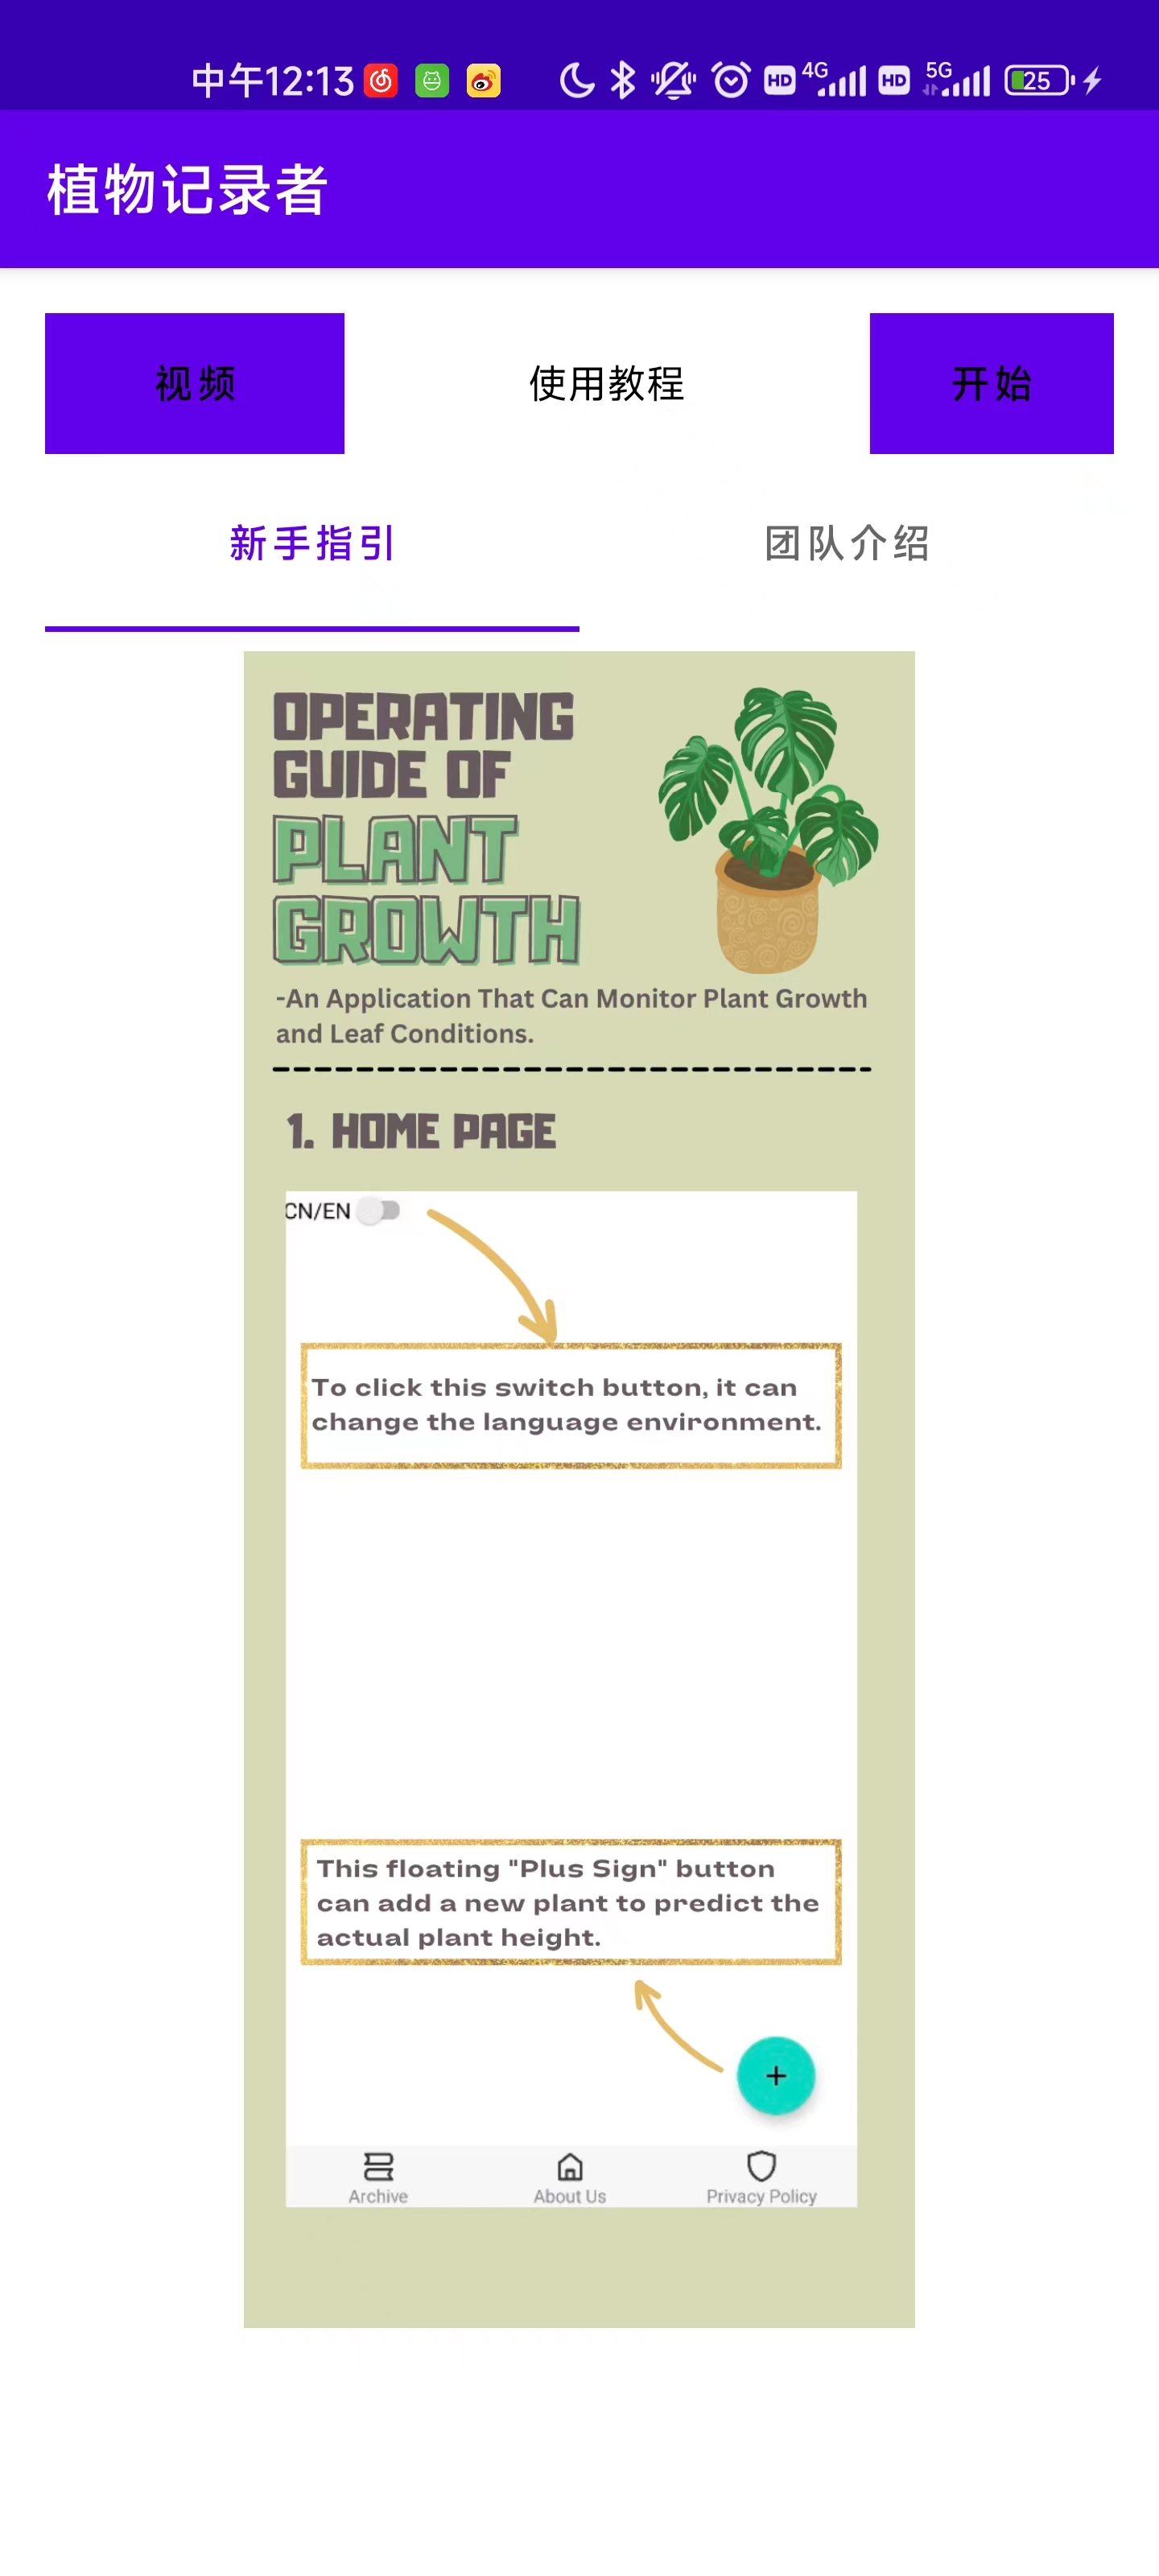 中午12:13
HD 4G HD 5G 25
植物记录者
视频 使用教程 开始
新手指引 团队介绍
OPERATING
GUIDE OF
PLANT
GROWTH
-An Application That Can Monitor Plant Growth
and Leaf Conditions.
1. HOME PAGE
CN/EN
To click this switch button, it can
change the language environment.
This floating "Plus Sign" button
can add a new plant to predict the
actual plant height.
+
Archive About Us Privacy Policy